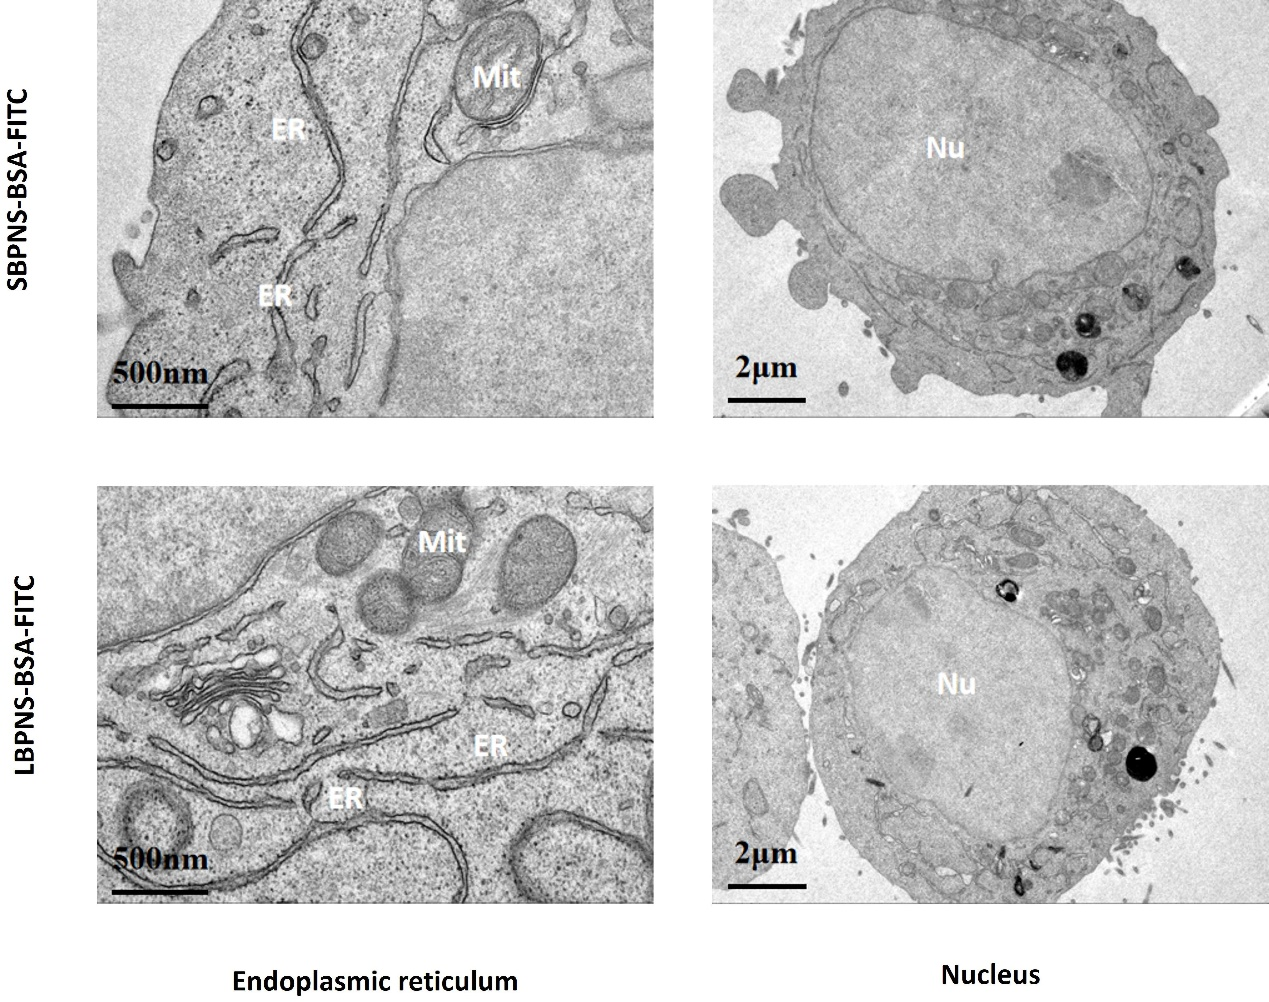 SBPNS-BSA-FITC
ER
Mit
ER
500nm
Nu
2μm
LBPNS-BSA-FITC
Mit
ER
ER
500nm
Nu
2μm
Endoplasmic reticulum
Nucleus